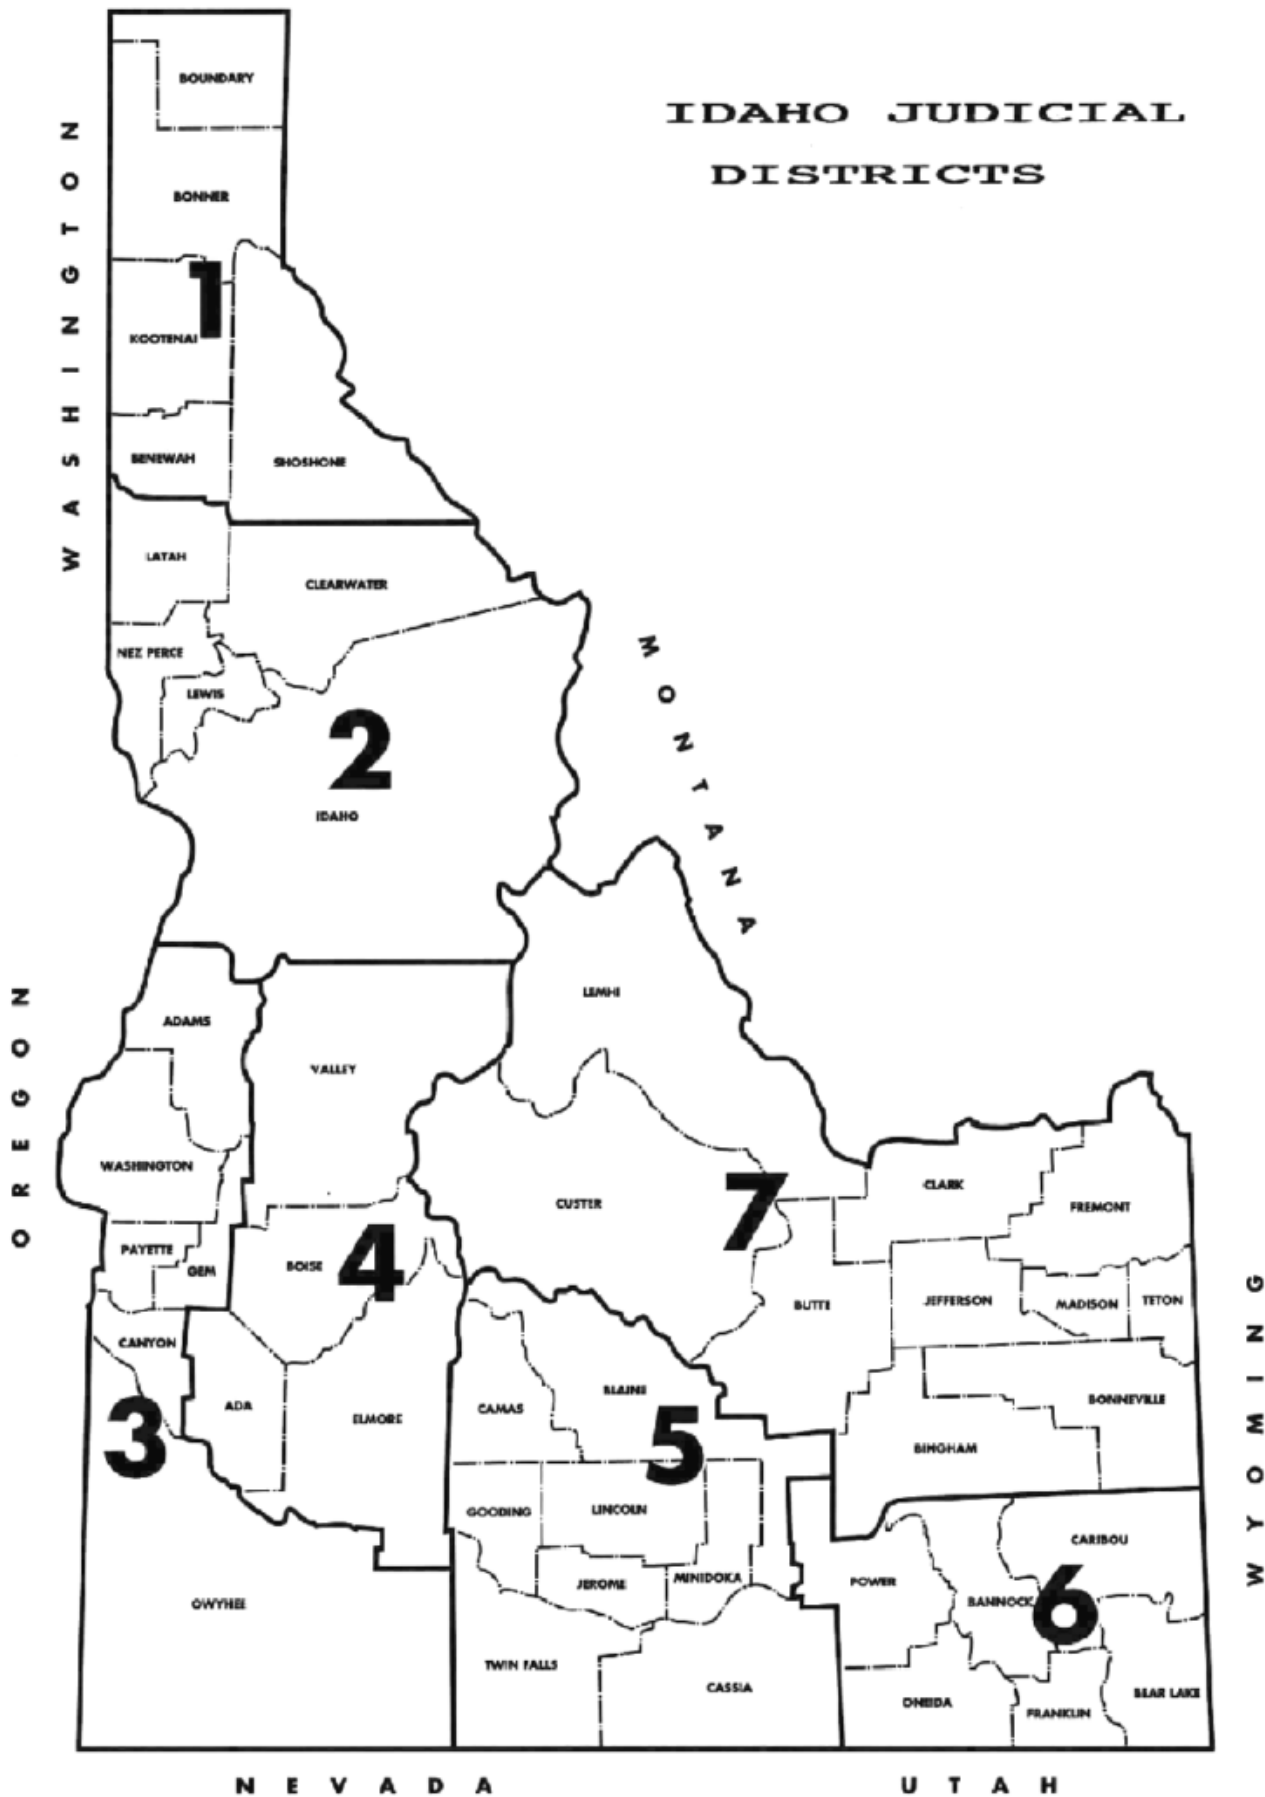 IDAHO JUDICIAL
DISTRICTS
WASHINGTON
BOUNDARY
BONNER
1
KOOTENAI
BENEWAH
SHOSHONE
LATAH
CLEARWATER
NEZ PERCE
LEWIS
2
IDAHO
MONTANA
OREGON
LEMHI
ADAMS
VALLEY
WASHINGTON
CUSTER
7
CLARK
FREMONT
PAYETTE
GEM
BOISE
4
BUTTE
JEFFERSON
MADISON
TETON
WYOMING
CANYON
3
ADA
ELMORE
CAMAS
BLAINE
5
BONNEVILLE
BINGHAM
GOODING
LINCOLN
CARIBOU
JEROME
MINIDOKA
POWER
BANNOCK
6
OWYHEE
TWIN FALLS
CASSIA
ONEIDA
FRANKLIN
BEAR LAKE
NEVADA
UTAH